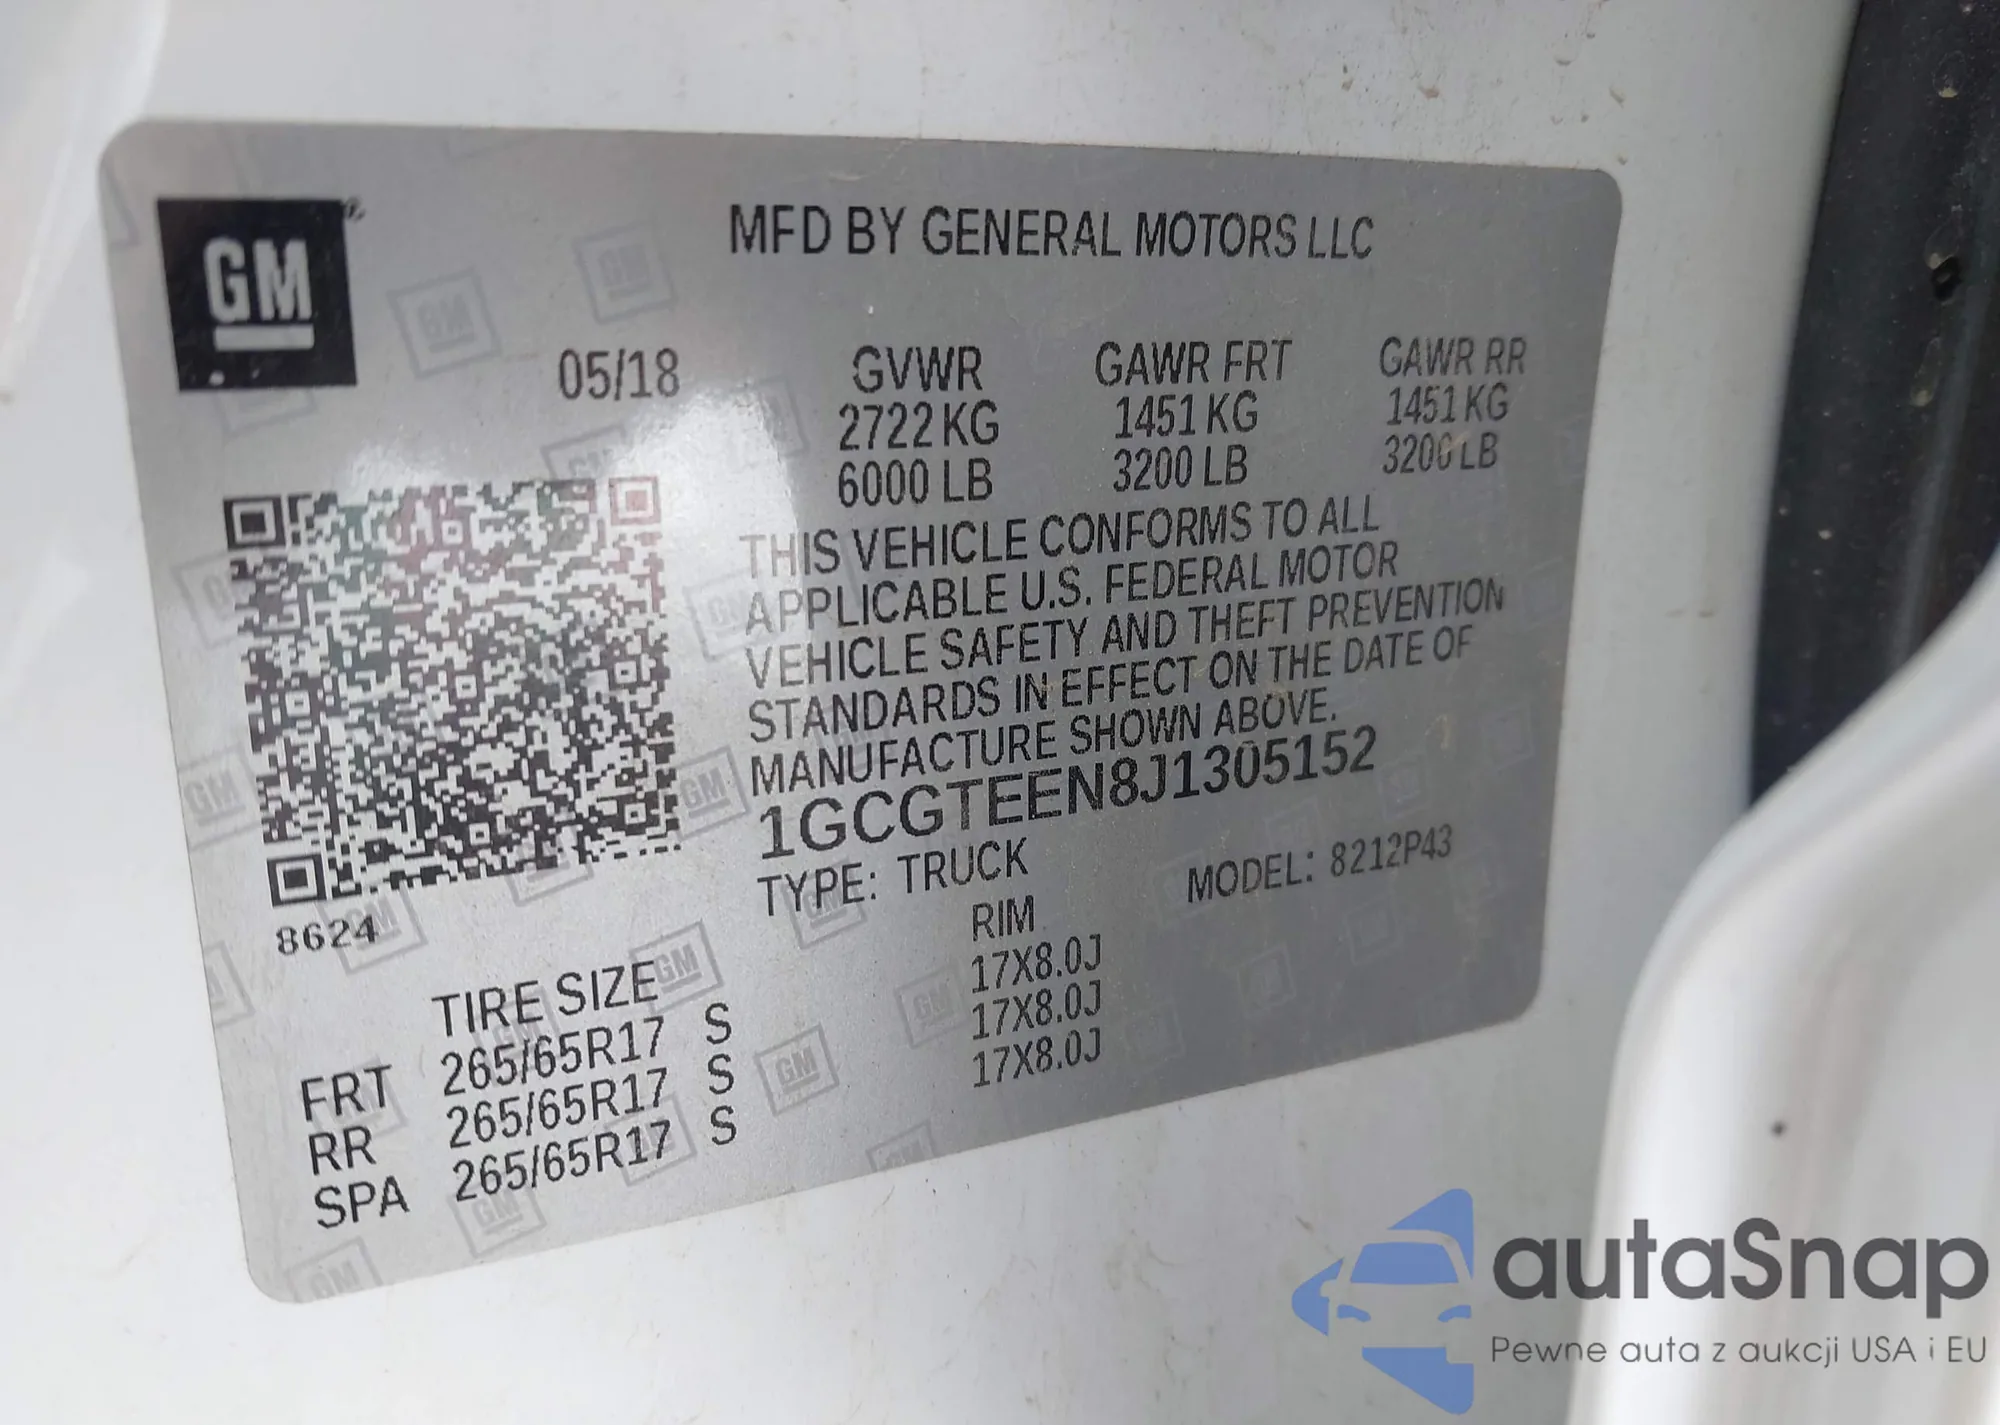 GM
MFD BY GENERAL MOTORS LLC
05/18
GVWR GAWR FRT GAWR RR
2722 KG 1451 KG 1451 KG
6000 LB 3200 LB 3200 LB
THIS VEHICLE CONFORMS TO ALL
APPLICABLE U.S. FEDERAL MOTOR
VEHICLE SAFETY AND THEFT PREVENTION
STANDARDS IN EFFECT ON THE DATE OF
MANUFACTURE SHOWN ABOVE.
1GCGTEEN8J1305152
TYPE: TRUCK MODEL: 8212P43
8624
TIRE SIZE RIM
FRT 265/65R17 S 17X8.0J
RR 265/65R17 S 17X8.0J
SPA 265/65R17 S 17X8.0J
autaSnap
Pewne auta z aukcji USA i EU